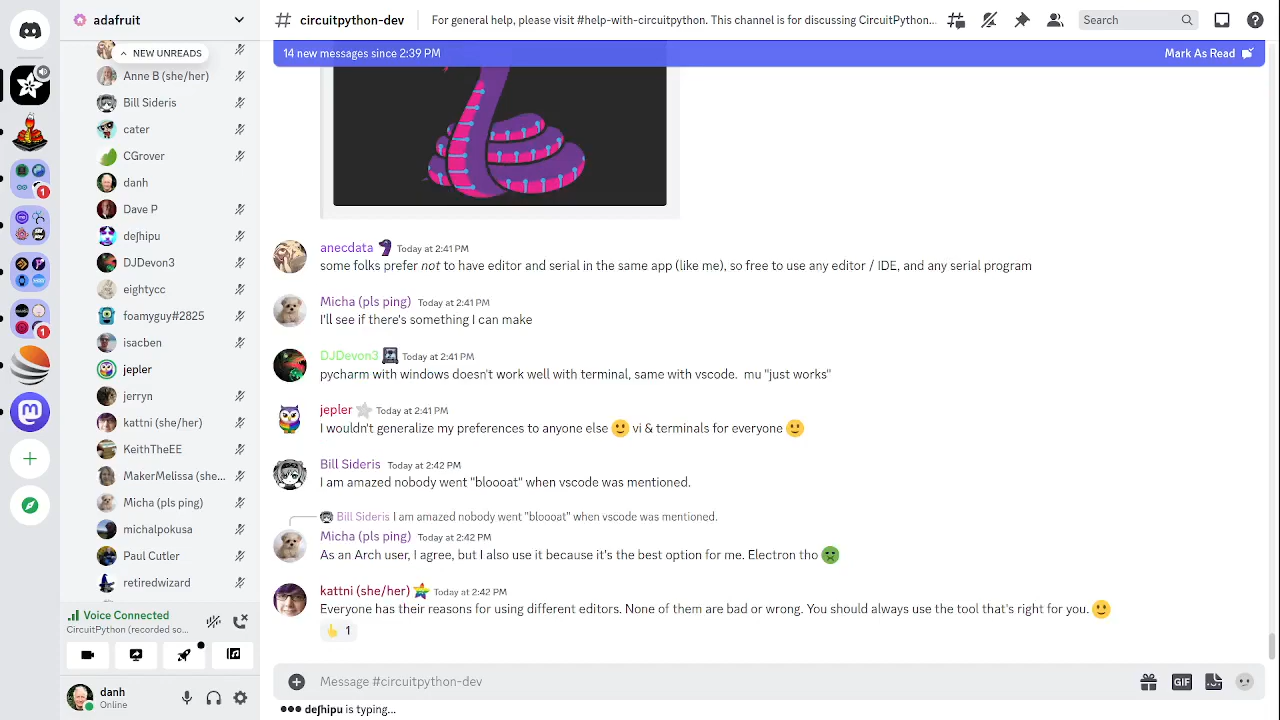 adafruit
NEW UNREADS
Anne B (she/her)
Bill Sideris
cater
CGrover
danh
Dave P
deʃhipu
DJDevon3
eightycc
foamyguy#2825
isacben
jepler
jerryn
kattni (she/her)
KeithTheEE
MakerMelissa (she...
Micha (pls ping)
michalpokusa
Paul Cutler
retiredwizard
Voice Connected
CircuitPython (recorded so...
danh
Online
1
1
# circuitpython-dev
For general help, please visit #help-with-circuitpython. This channel is for discussing CircuitPython...
Search
14 new messages since 2:39 PM
Mark As Read
anecdata Today at 2:41 PM
some folks prefer not to have editor and serial in the same app (like me), so free to use any editor / IDE, and any serial program
Micha (pls ping) Today at 2:41 PM
I'll see if there's something I can make
DJDevon3 Today at 2:41 PM
pycharm with windows doesn't work well with terminal, same with vscode. mu "just works"
jepler Today at 2:41 PM
I wouldn't generalize my preferences to anyone else 🙂 vi & terminals for everyone 🙂
Bill Sideris Today at 2:42 PM
I am amazed nobody went "bloooat" when vscode was mentioned.
Bill Sideris I am amazed nobody went "bloooat" when vscode was mentioned.
Micha (pls ping) Today at 2:42 PM
As an Arch user, I agree, but I also use it because it's the best option for me. Electron tho
kattni (she/her) Today at 2:42 PM
Everyone has their reasons for using different editors. None of them are bad or wrong. You should always use the tool that's right for you. 🙂
👍 1
Message #circuitpython-dev
GIF
deʃhipu is typing...